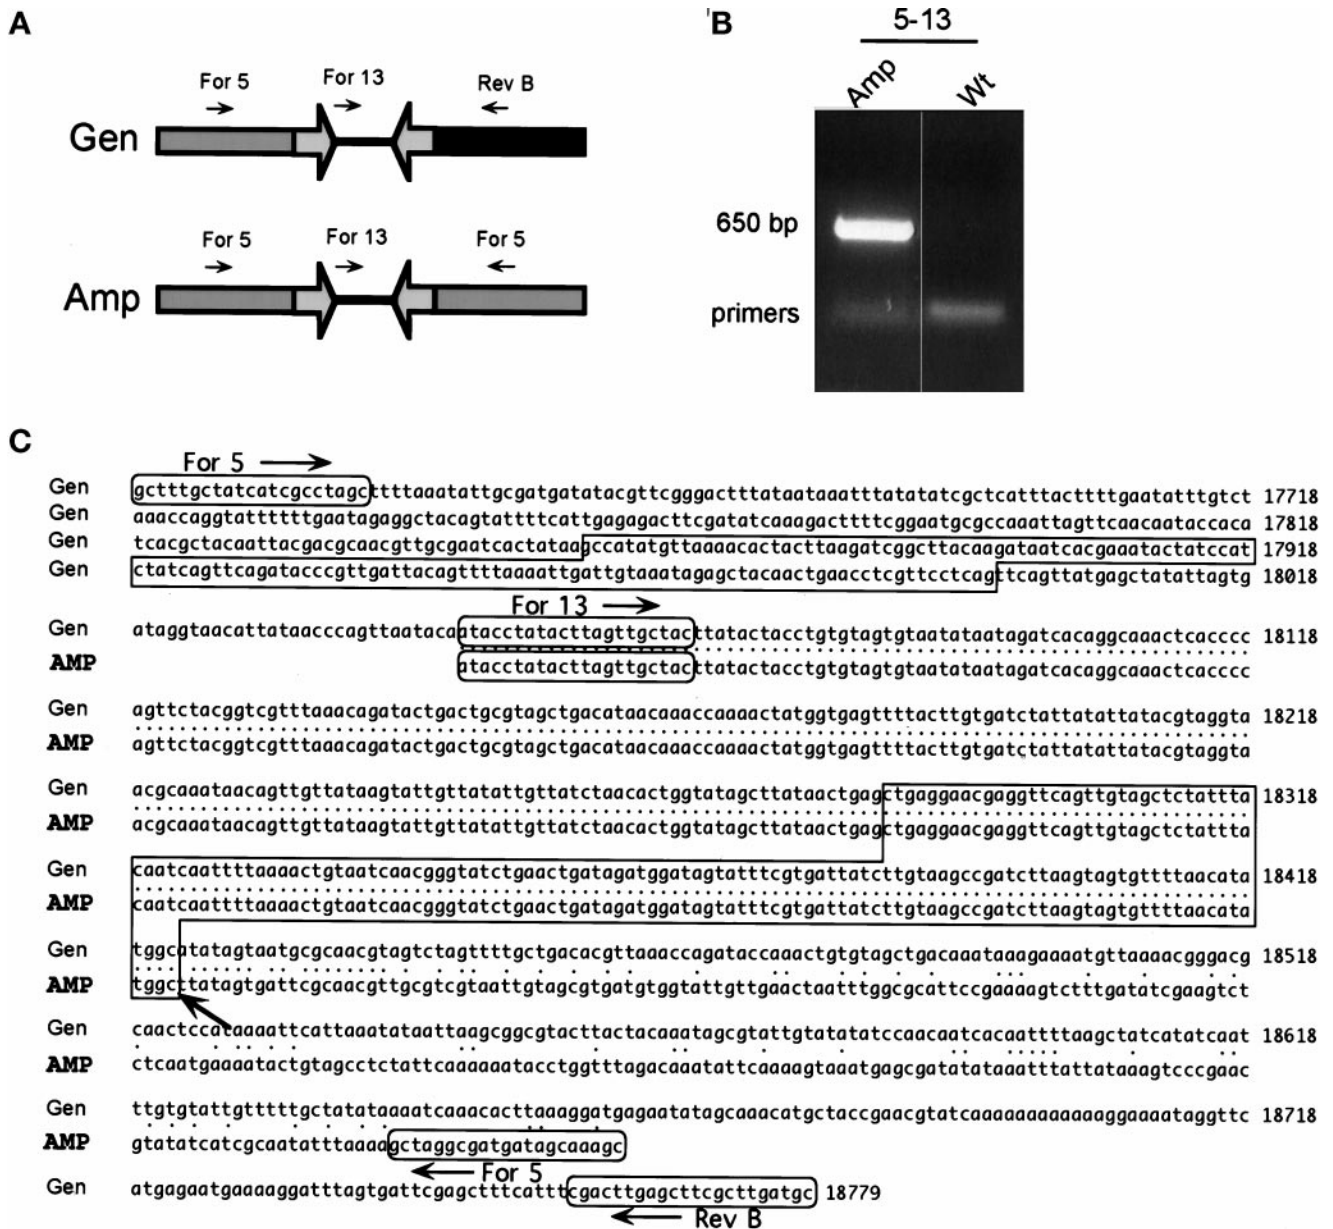 A
B
5-13
For 5
For 13
Rev B
Amp
Wt
Gen
650 bp
For 5
For 13
For 5
Amp
primers
C
For 5
Gen gctttgctatcatcgcctagcttttaaatattgcgatgatatacgttcgggactttataataaatttatatatcgctcatttacttttgaatatttgtct 17718
Gen aaaccaggtattttttgaatagaggctacagtattttcattgagagacttcgatatcaaagacttttcggaatgcgccaaattagttcaacaataccaca 17818
Gen tcacgctacaattacgacgcaacgttgcgaatcactataagccatatgttaaaacactacttaagatcggcttacaagataatcacgaaatactatccat 17918
Gen ctatcagttcagatacccgttgattacagttttaaaattgattgtaaatagagctacaactgaacctcgttcctcagttcagttatgagctatattagtg 18018
For 13
Gen ataggtaacattataacccagttaatacaatacctatacttagttgctacttatactacctgtgtagtgtaatataatagatcacaggcaaactcacccc 18118
AMP atacctatacttagttgctacttatactacctgtgtagtgtaatataatagatcacaggcaaactcacccc
Gen agttctacggtcgtttaaacagatactgactgcgtagctgacataacaaaccaaaactatggtgagttttacttgtgatctattatattatacgtaggta 18218
AMP agttctacggtcgtttaaacagatactgactgcgtagctgacataacaaaccaaaactatggtgagttttacttgtgatctattatattatacgtaggta
Gen acgcaaataacagttgttataagtattgttatattgttatctaacactggtatagcttataactgagctgaggaacgaggttcagttgtagctctattta 18318
AMP acgcaaataacagttgttataagtattgttatattgttatctaacactggtatagcttataactgagctgaggaacgaggttcagttgtagctctattta
Gen caatcaattttaaaactgtaatcaacgggtatctgaactgatagatggatagtatttcgtgattatcttgtaagccgatcttaagtagtgttttaacata 18418
AMP caatcaattttaaaactgtaatcaacgggtatctgaactgatagatggatagtatttcgtgattatcttgtaagccgatcttaagtagtgttttaacata
Gen tggcatatagtaatgcgcaacgtagtctagttttgctgacacgttaaaccagataccaaactgtgtagctgacaaataaagaaaatgttaaaacgggacg 18518
AMP tggcttatagtgattcgcaacgttgcgtcgtaattgtagcgtgatgtggtattgttgaactaatttggcgcattccgaaaagtctttgatatcgaagtct
Gen caactccataaaattcattaaatataattaagcggcgtacttactacaaatagcgtattgtatatatccaacaatcacaattttaagctatcatatcaat 18618
AMP ctcaatgaaaatactgtagcctctattcaaaaaatacctggtttagacaaatattcaaaagtaaatgagcgatatataaatttattataaagtcccgaac
Gen ttgtgtattgtttttgctatataaaatcaaacacttaaaggatgagaatatagcaaacatgctaccgaacgtatcaaaaaaaaaaaaaggaaaataggttc 18718
AMP gtatatcatcgcaatatttaaaagctaggcgatgatagcaaagc
For 5
Gen atgagaatgaaaaggatttagtgattcgagctttcatttcgacttgagcttcgcttgatgc 18779
Rev B